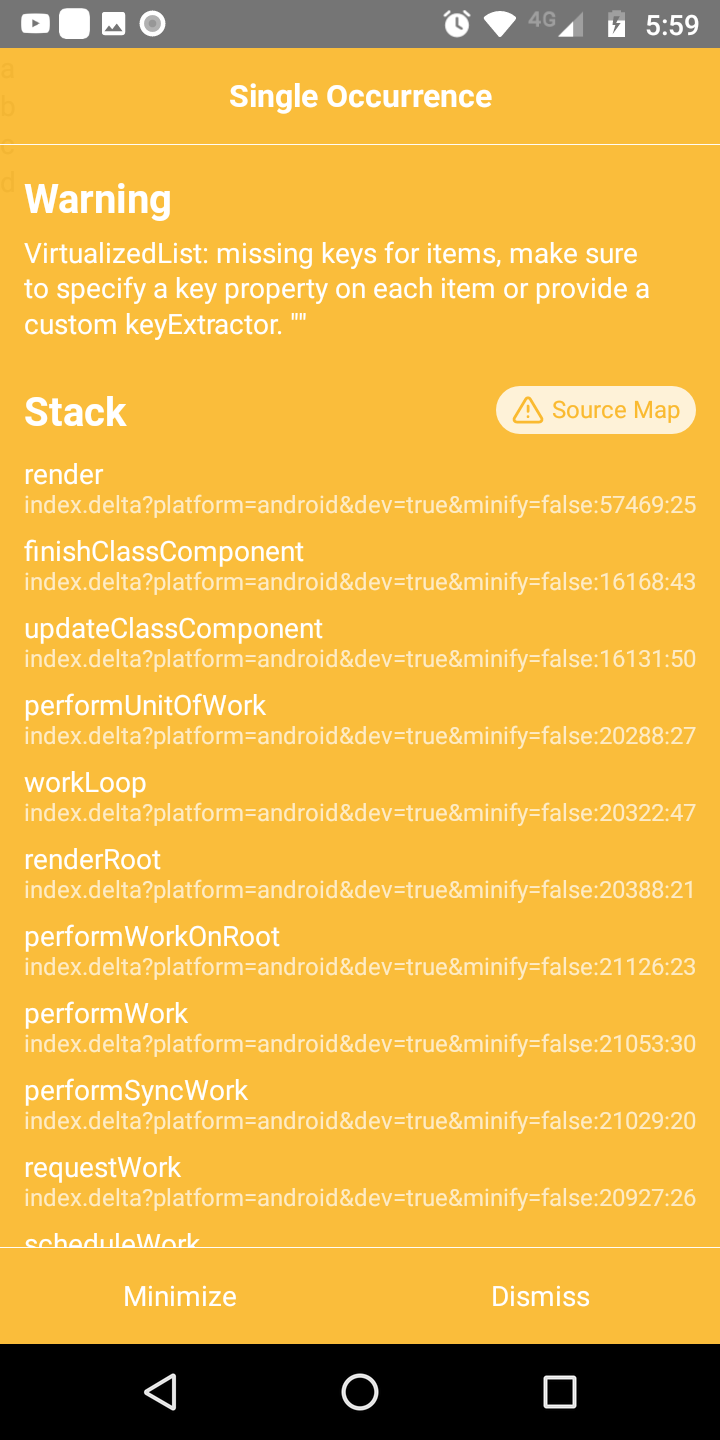 4G 5:59
a
b
c
d
Single Occurrence
Warning
VirtualizedList: missing keys for items, make sure
to specify a key property on each item or provide a
custom keyExtractor. ""
Stack
Source Map
render
index.delta?platform=android&dev=true&minify=false:57469:25
finishClassComponent
index.delta?platform=android&dev=true&minify=false:16168:43
updateClassComponent
index.delta?platform=android&dev=true&minify=false:16131:50
performUnitOfWork
index.delta?platform=android&dev=true&minify=false:20288:27
workLoop
index.delta?platform=android&dev=true&minify=false:20322:47
renderRoot
index.delta?platform=android&dev=true&minify=false:20388:21
performWorkOnRoot
index.delta?platform=android&dev=true&minify=false:21126:23
performWork
index.delta?platform=android&dev=true&minify=false:21053:30
performSyncWork
index.delta?platform=android&dev=true&minify=false:21029:20
requestWork
index.delta?platform=android&dev=true&minify=false:20927:26
scheduleWork
Minimize
Dismiss